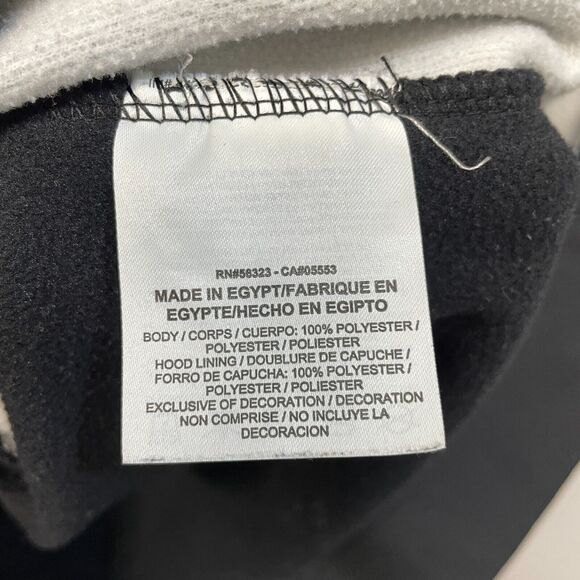 RN#56323 - CA#05553
MADE IN EGYPT/FABRIQUE EN
EGYPTE/HECHO EN EGIPTO
BODY / CORPS / CUERPO: 100% POLYESTER /
POLYESTER / POLIESTER
HOOD LINING / DOUBLURE DE CAPUCHE /
FORRO DE CAPUCHA: 100% POLYESTER /
POLYESTER / POLIESTER
EXCLUSIVE OF DECORATION / DECORATION
NON COMPRISE / NO INCLUYE LA
DECORACION